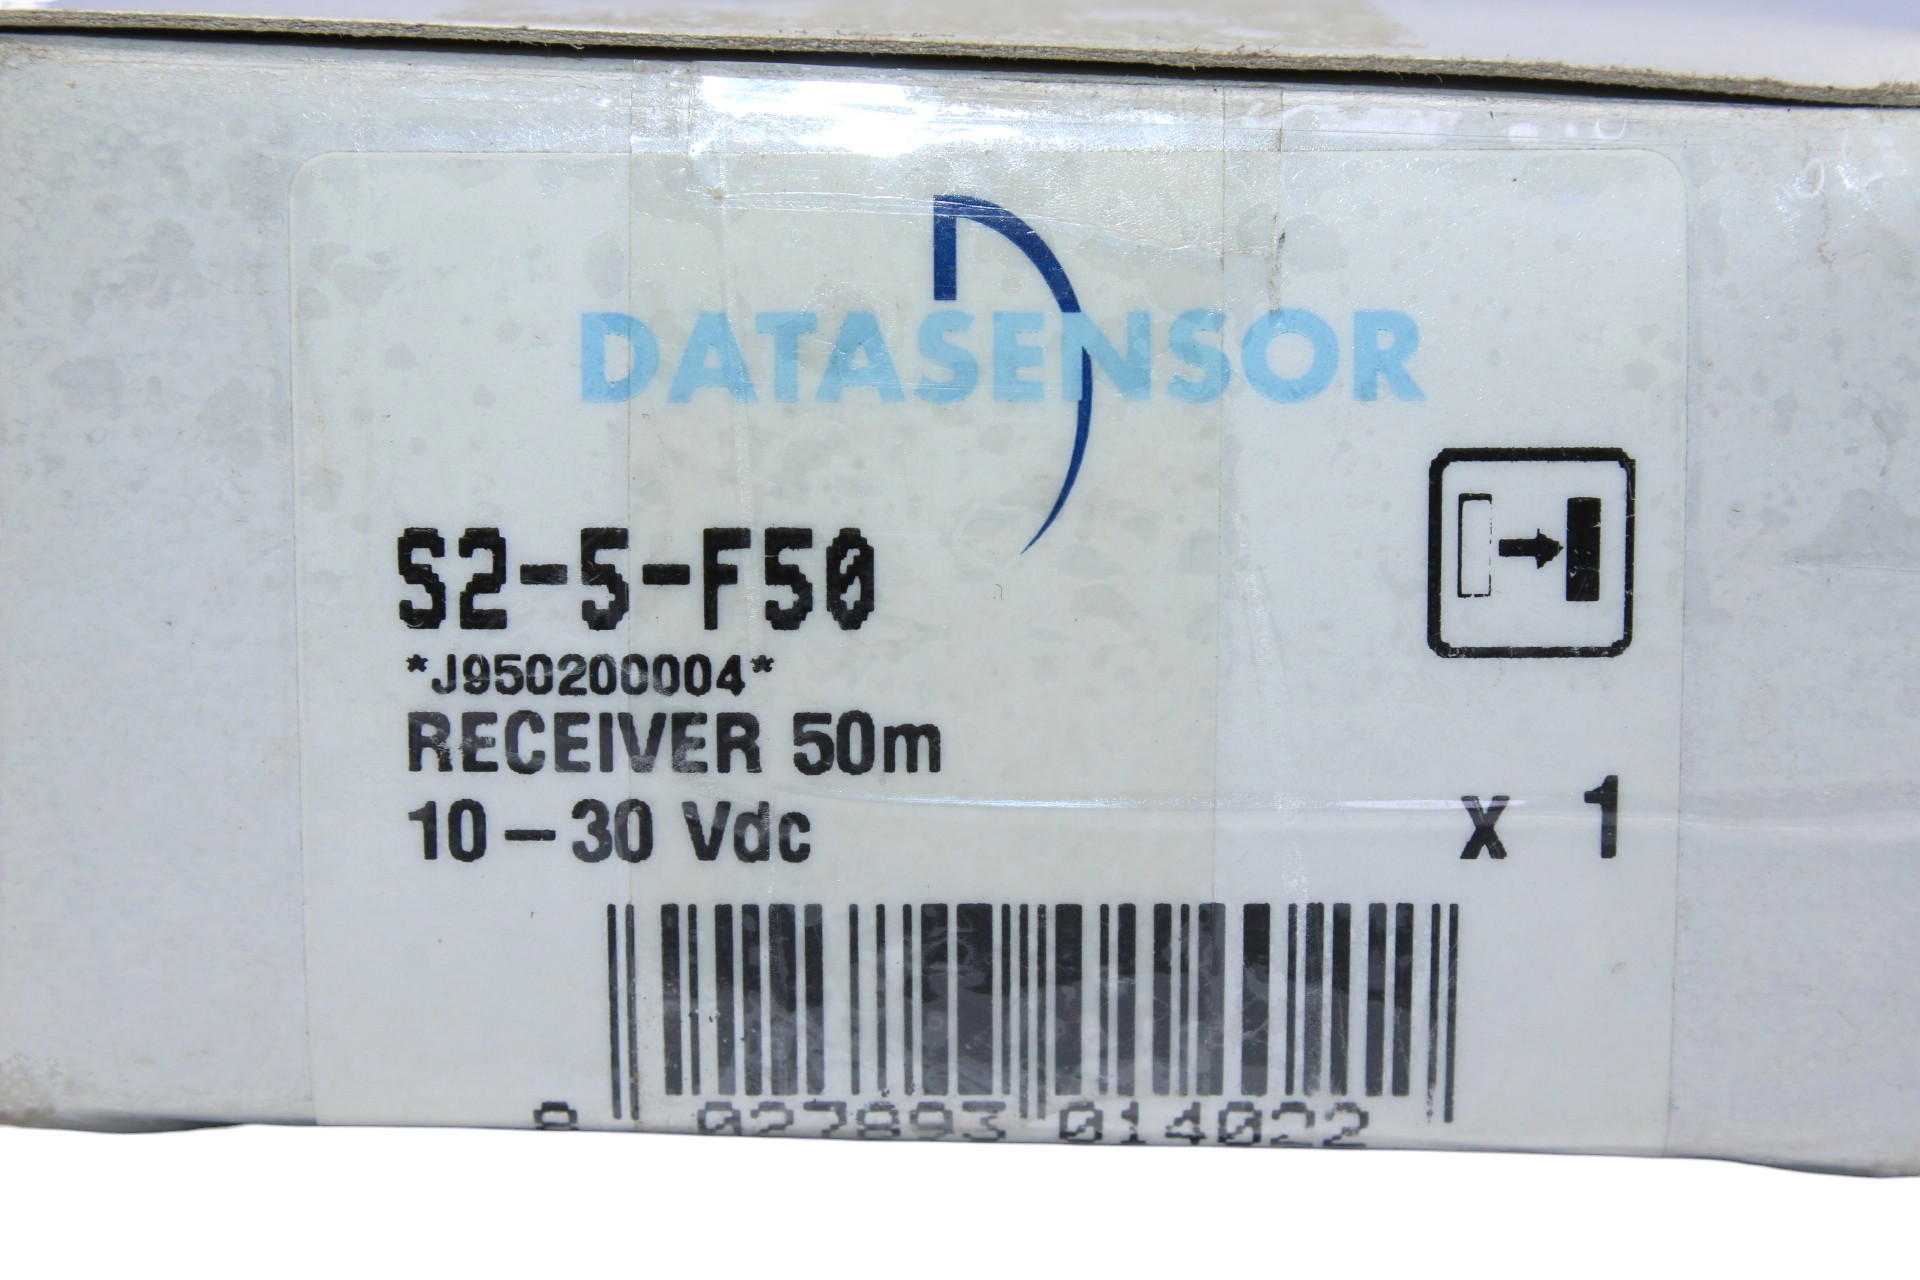 DATASENSOR
S2-5-F50
*J950200004*
RECEIVER 50m
10-30 Vdc
x 1
8 027893 014022